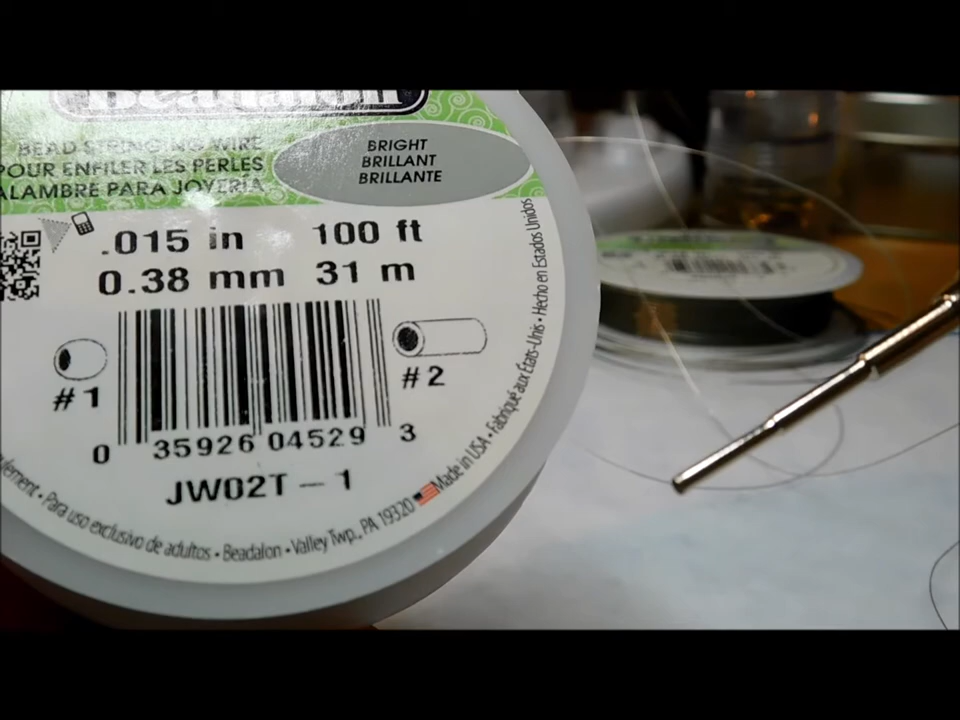 Beadalon
BEAD STRINGING WIRE
POUR ENFILER LES PERLES
ALAMBRE PARA JOYERÍA
BRIGHT
BRILLANT
BRILLANTE
.015 in 100 ft
0.38 mm 31 m
#1
#2
0 35926 04529 3
JW02T - 1
Para uso exclusivo de adultos • Beadalon • Valley Twp., PA 19320 Made in USA • Fabriqué aux États-Unis • Hecho en Estados Unidos